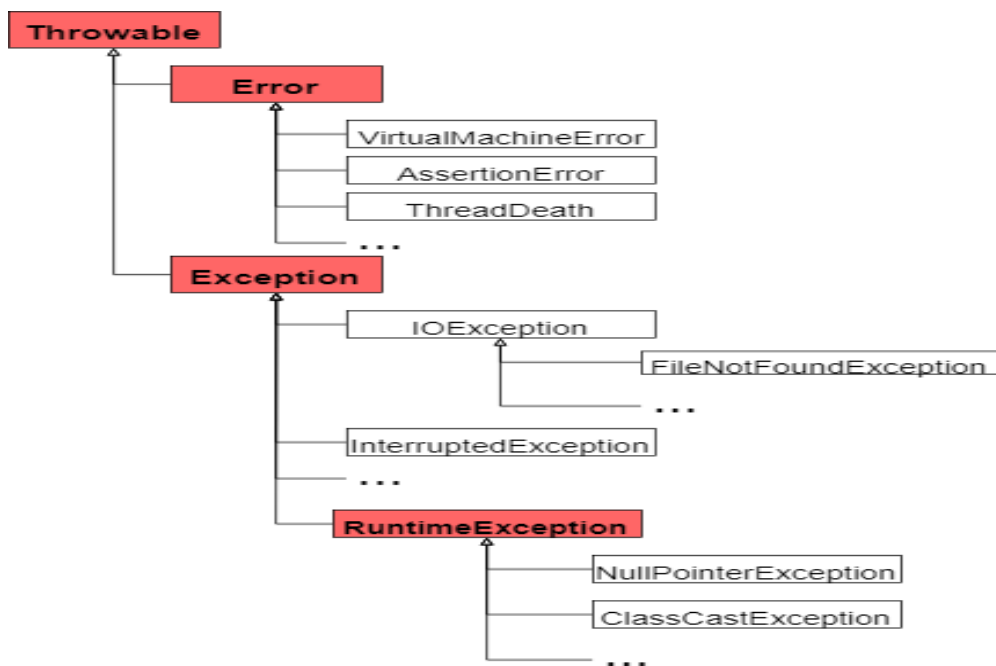 Throwable
Error
VirtualMachineError
AssertionError
ThreadDeath
...
Exception
IOException
FileNotFoundException
...
InterruptedException
...
RuntimeException
NullPointerException
ClassCastException
...